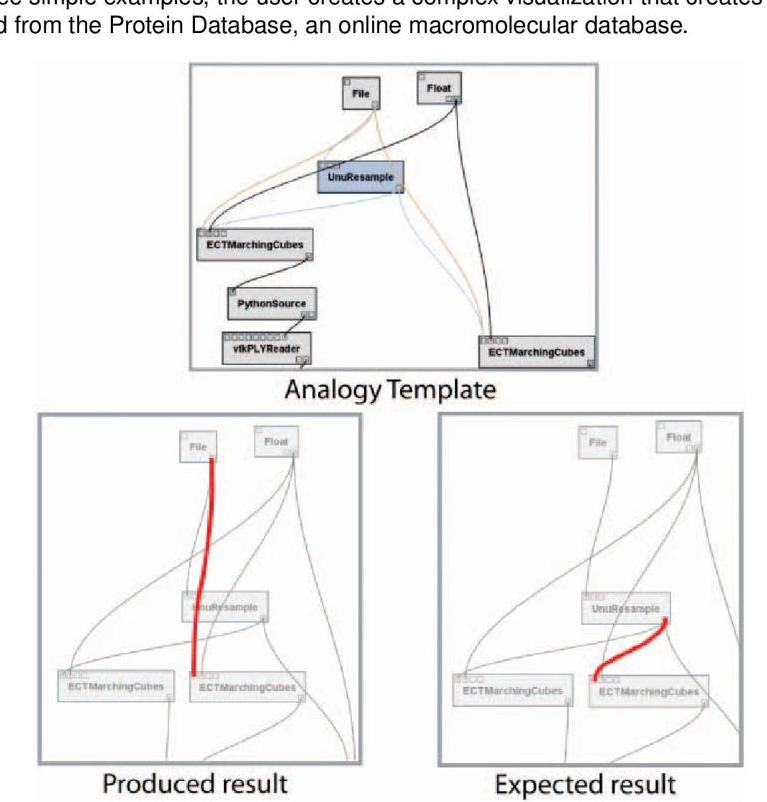 simple examples, the user creates a complex visualization that creates
from the Protein Database, an online macromolecular database.
File
Float
UnuResample
ECTMarchingCubes
PythonSource
vtkPLYReader
ECTMarchingCubes
Analogy Template
File
Float
UnuResample
ECTMarchingCubes
ECTMarchingCubes
Produced result
File
Float
UnuResample
ECTMarchingCubes
ECTMarchingCubes
Expected result